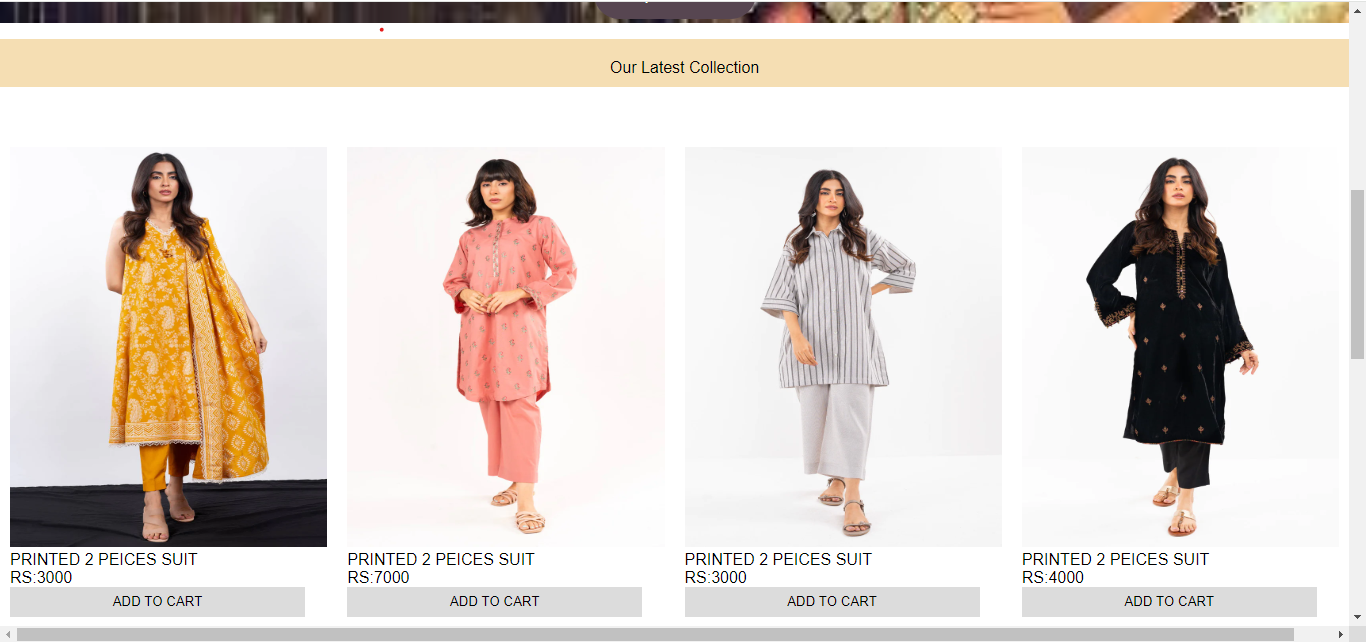 Our Latest Collection
PRINTED 2 PEICES SUIT
RS:3000
ADD TO CART
PRINTED 2 PEICES SUIT
RS:7000
ADD TO CART
PRINTED 2 PEICES SUIT
RS:3000
ADD TO CART
PRINTED 2 PEICES SUIT
RS:4000
ADD TO CART